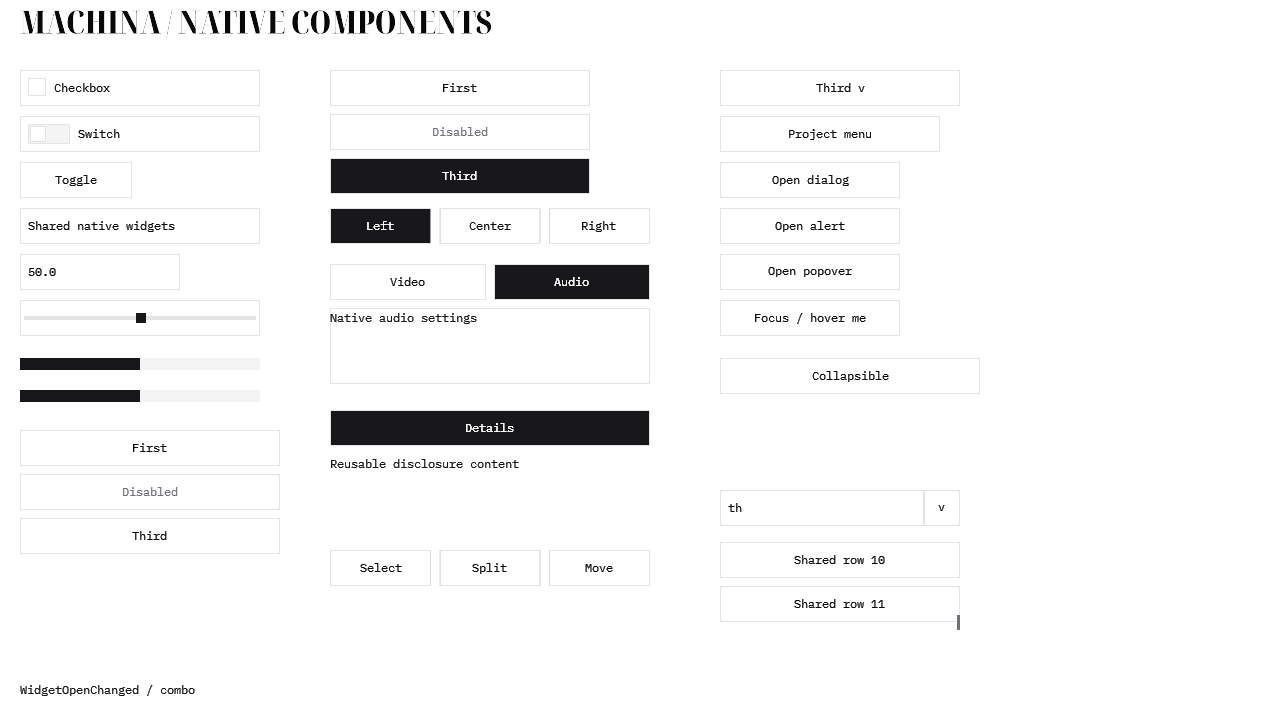 MACHINA / NATIVE COMPONENTS
Checkbox
Switch
Toggle
Shared native widgets
50.0
First
Disabled
Third
First
Disabled
Third
Left Center Right
Video Audio
Native audio settings
Details
Reusable disclosure content
Select Split Move
Third v
Project menu
Open dialog
Open alert
Open popover
Focus / hover me
Collapsible
th v
Shared row 10
Shared row 11
WidgetOpenChanged / combo